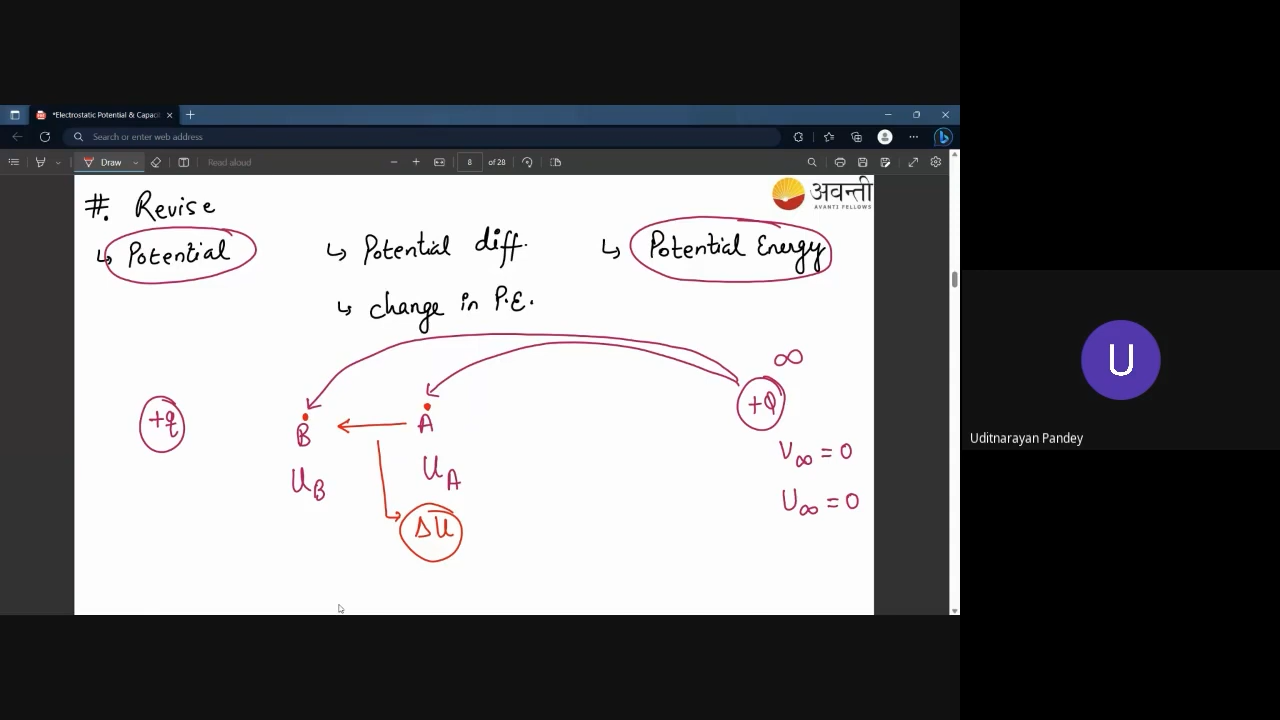 *Electrostatic Potential & Capaci
Search or enter web address
Draw
Read aloud
8 of 28
#. Revise
अवन्ती
AVANTI FELLOWS
↳ Potential ↳ Potential diff. ↳ Potential Energy
↳ change in P.E.
∞
+q B A +Q
U_B U_A V_∞ = 0
ΔU U_∞ = 0
U
Uditnarayan Pandey